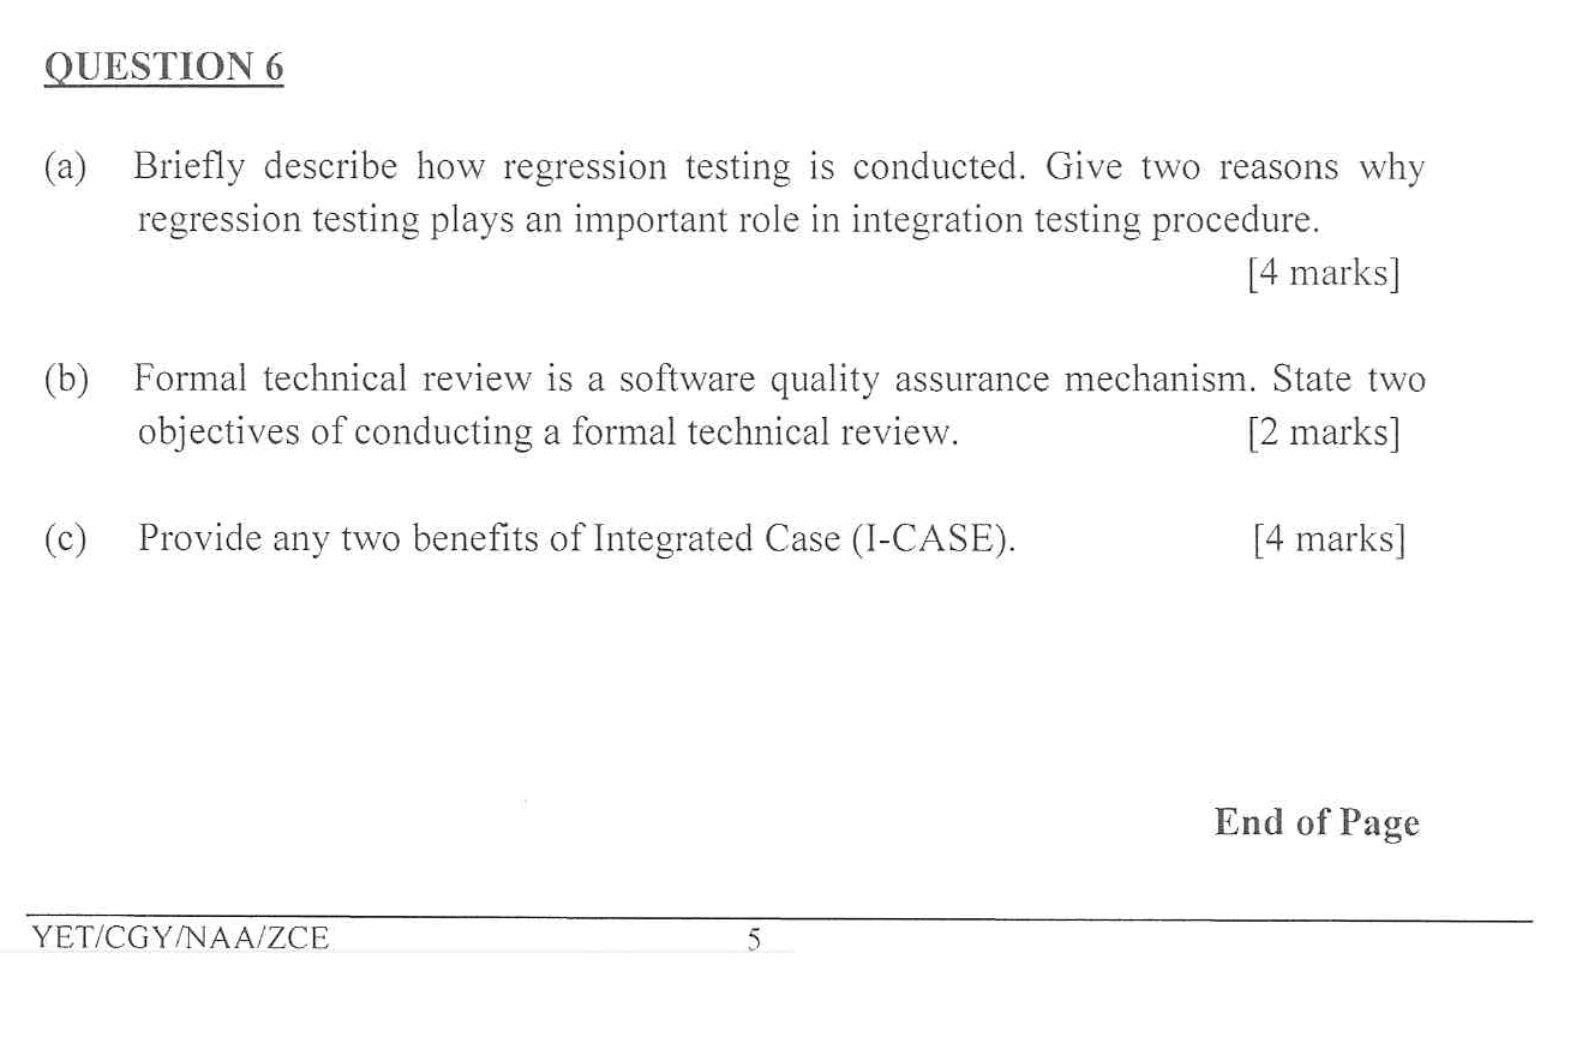 QUESTION 6
(a) Briefly describe how regression testing is conducted. Give two reasons why
regression testing plays an important role in integration testing procedure.
[4 marks]
(b) Formal technical review is a software quality assurance mechanism. State two
objectives of conducting a formal technical review. [2 marks]
(c) Provide any two benefits of Integrated Case (I-CASE). [4 marks]
End of Page
YET/CGY/NAA/ZCE 5